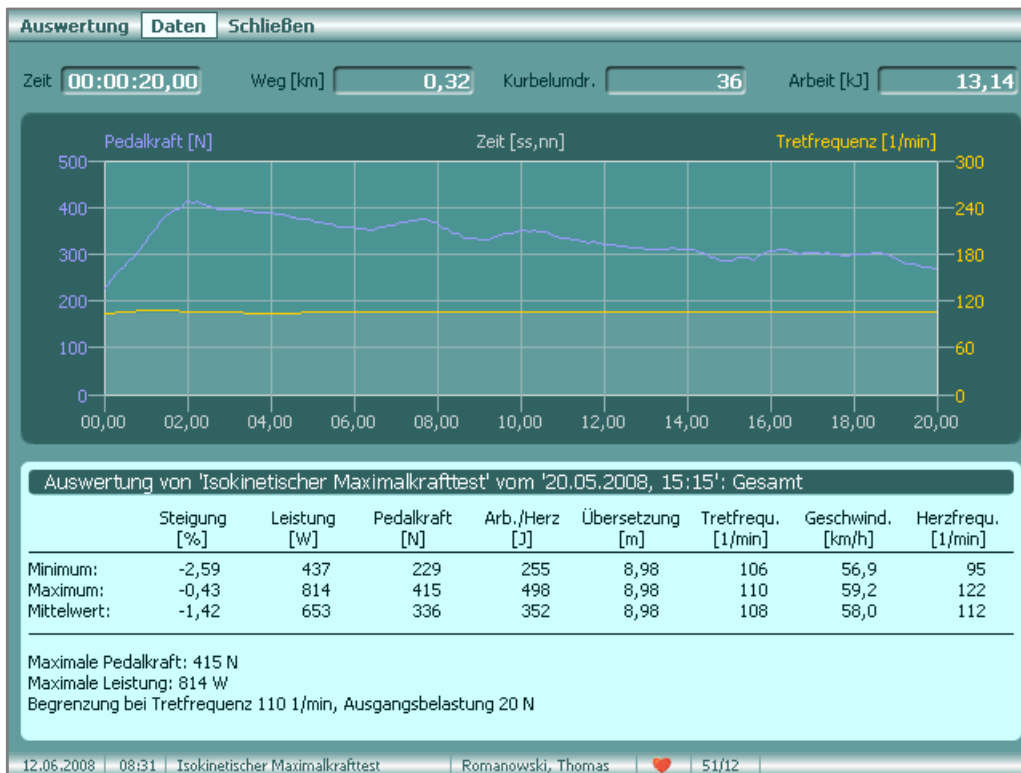 Auswertung Daten Schließen
Zeit 00:00:20,00 Weg [km] 0,32 Kurbelumdr. 36 Arbeit [kJ] 13,14
Pedalkraft [N] Zeit [ss,nn] Tretfrequenz [1/min]
500 300
400 240
300 180
200 120
100 60
0 0
00,00 02,00 04,00 06,00 08,00 10,00 12,00 14,00 16,00 18,00 20,00
Auswertung von 'Isokinetischer Maximalkrafttest' vom '20.05.2008, 15:15': Gesamt
Steigung Leistung Pedalkraft Arb./Herz Übersetzung Tretfrequ. Geschwind. Herzfrequ.
[%] [W] [N] [J] [m] [1/min] [km/h] [1/min]
Minimum: -2,59 437 229 255 8,98 106 56,9 95
Maximum: -0,43 814 415 498 8,98 110 59,2 122
Mittelwert: -1,42 653 336 352 8,98 108 58,0 112
Maximale Pedalkraft: 415 N
Maximale Leistung: 814 W
Begrenzung bei Tretfrequenz 110 1/min, Ausgangsbelastung 20 N
12.06.2008 08:31 Isokinetischer Maximalkrafttest Romanowski, Thomas 51/12